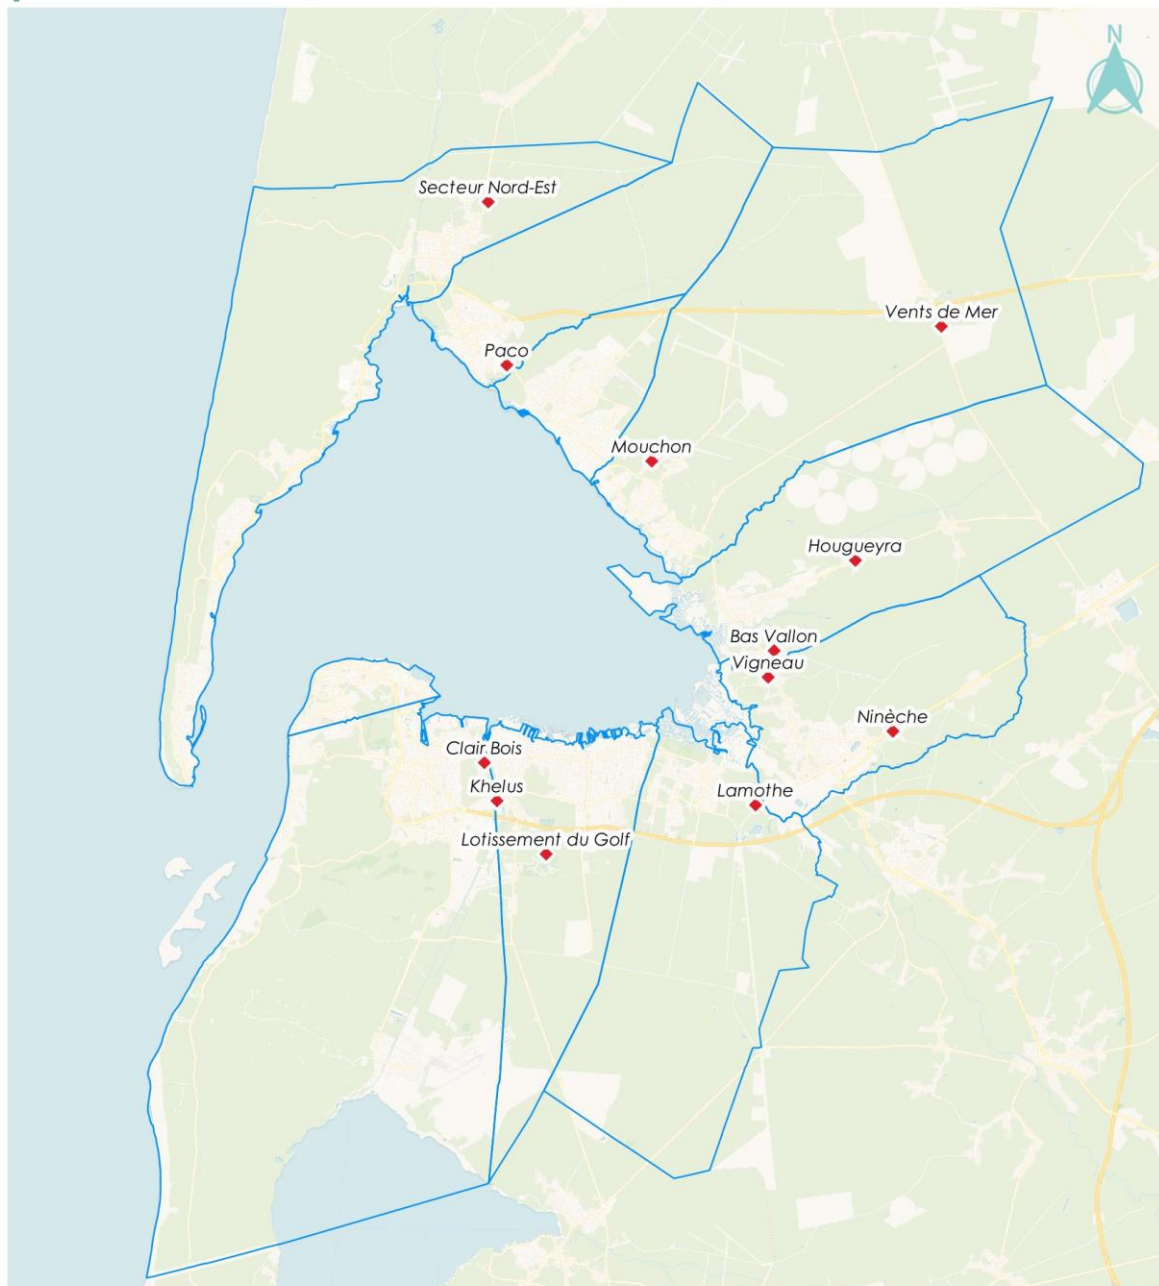 N
Secteur Nord-Est
Vents de Mer
Paco
Mouchon
Hougueyra
Bas Vallon
Vigneau
Ninèche
Clair Bois
Khelus
Lamothe
Lotissement du Golf